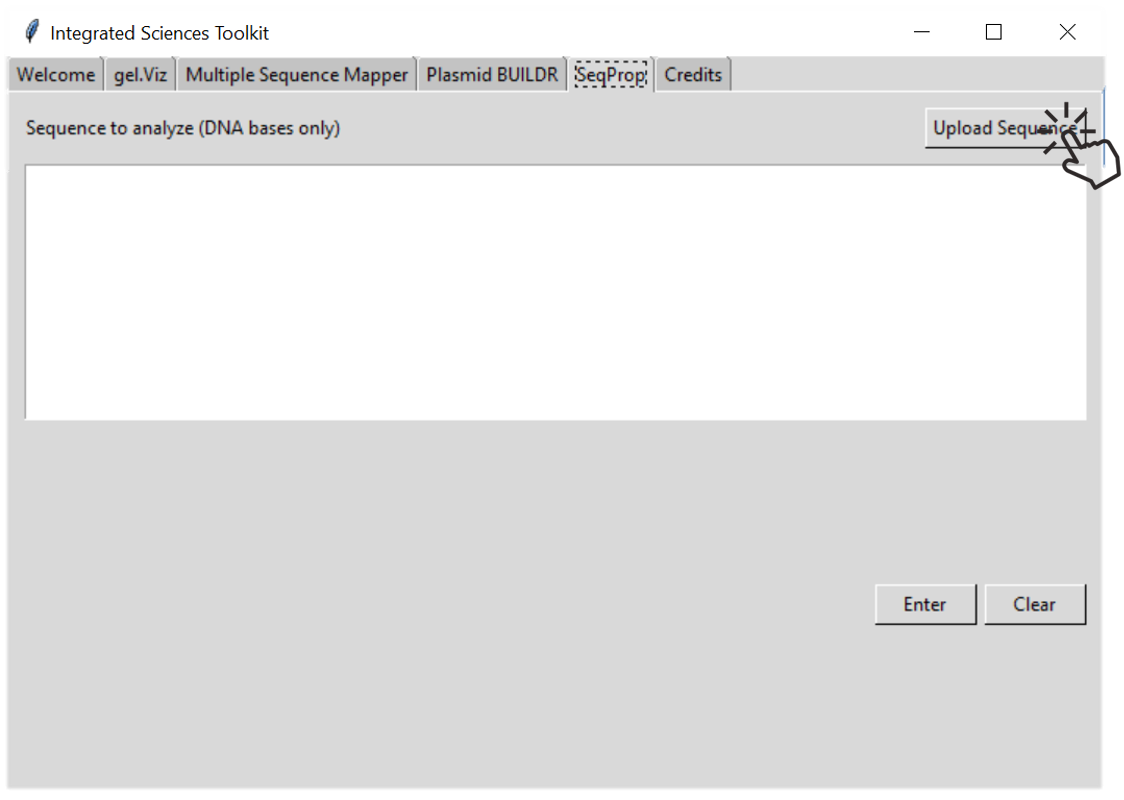 Integrated Sciences Toolkit
Welcome gel.Viz Multiple Sequence Mapper Plasmid BUILDR SeqProp Credits
Sequence to analyze (DNA bases only) Upload Sequence
Enter Clear